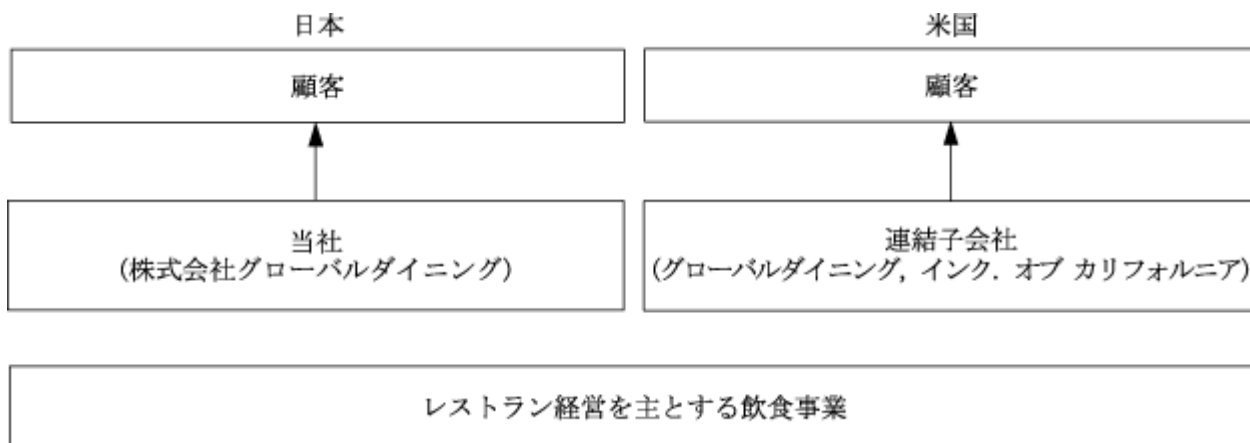 日本
米国
顧客
顧客
当社
(株式会社グローバルダイニング)
連結子会社
(グローバルダイニング, インク. オブ カリフォルニア)
レストラン経営を主とする飲食事業